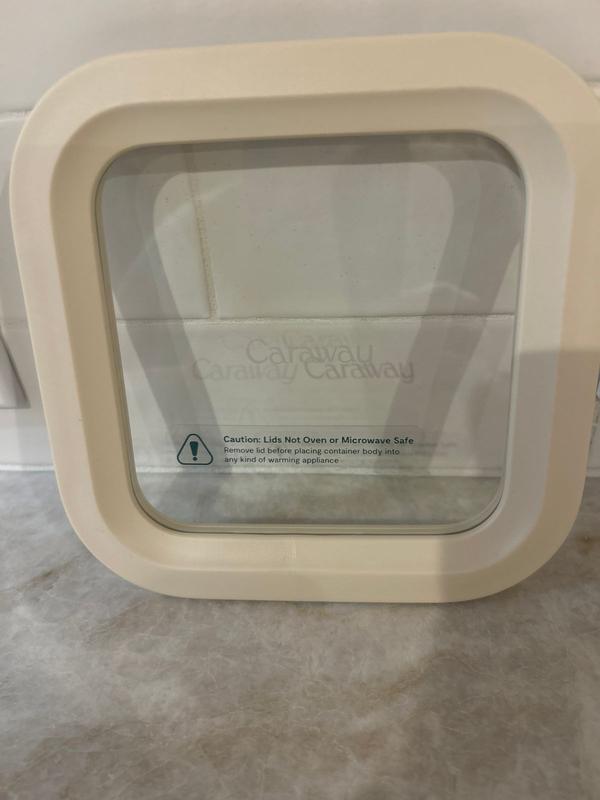 Caraway
Caraway Caraway
Caution: Lids Not Oven or Microwave Safe
Remove lid before placing container body into
any kind of warming appliance